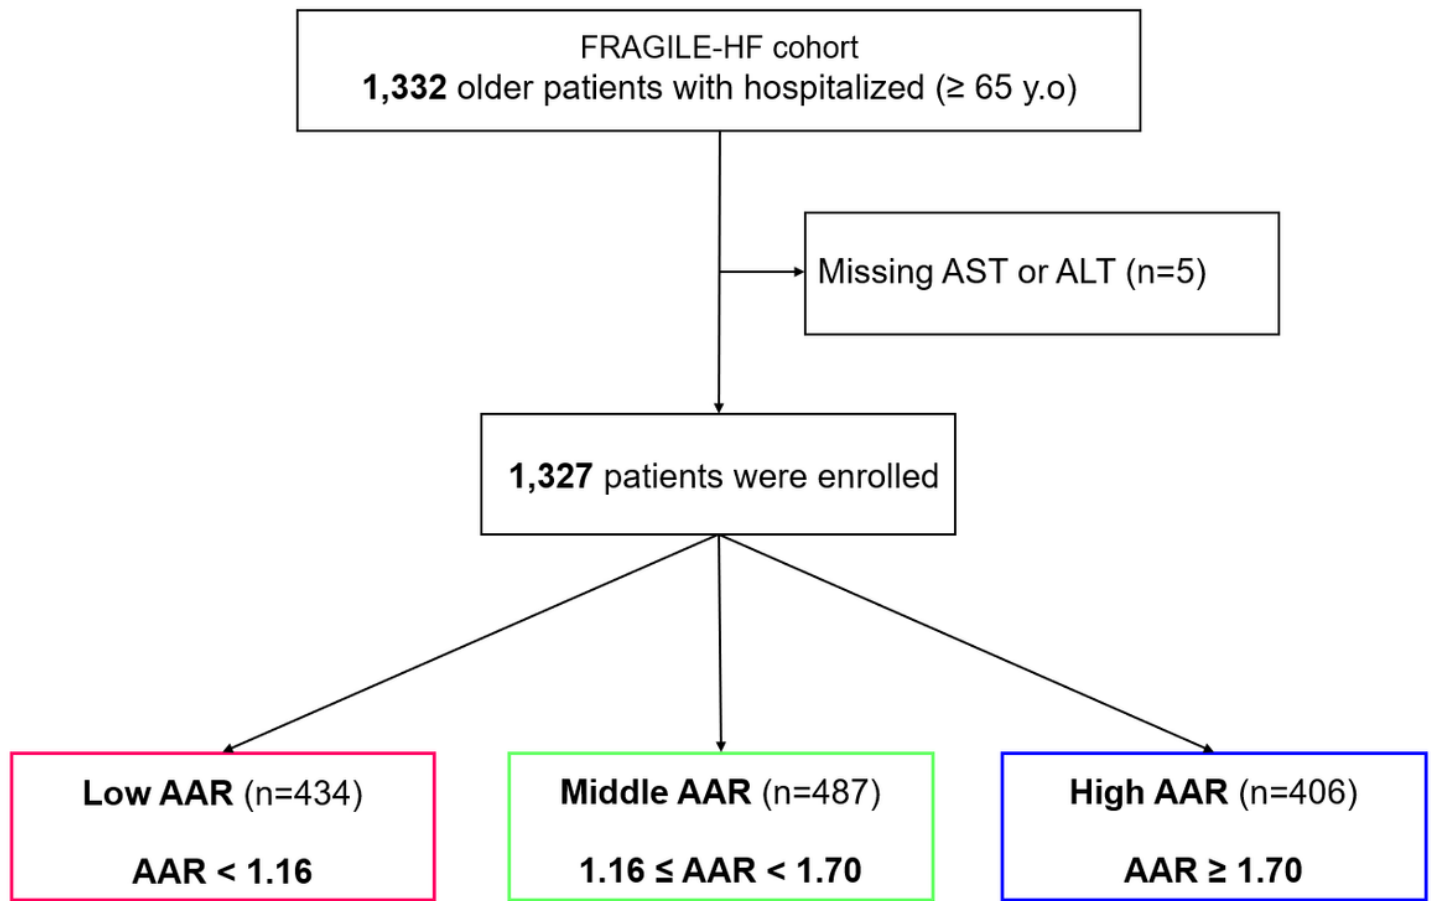 FRAGILE-HF cohort
1,332 older patients with hospitalized (≥ 65 y.o)
Missing AST or ALT (n=5)
1,327 patients were enrolled
Low AAR (n=434)
AAR < 1.16
Middle AAR (n=487)
1.16 ≤ AAR < 1.70
High AAR (n=406)
AAR ≥ 1.70